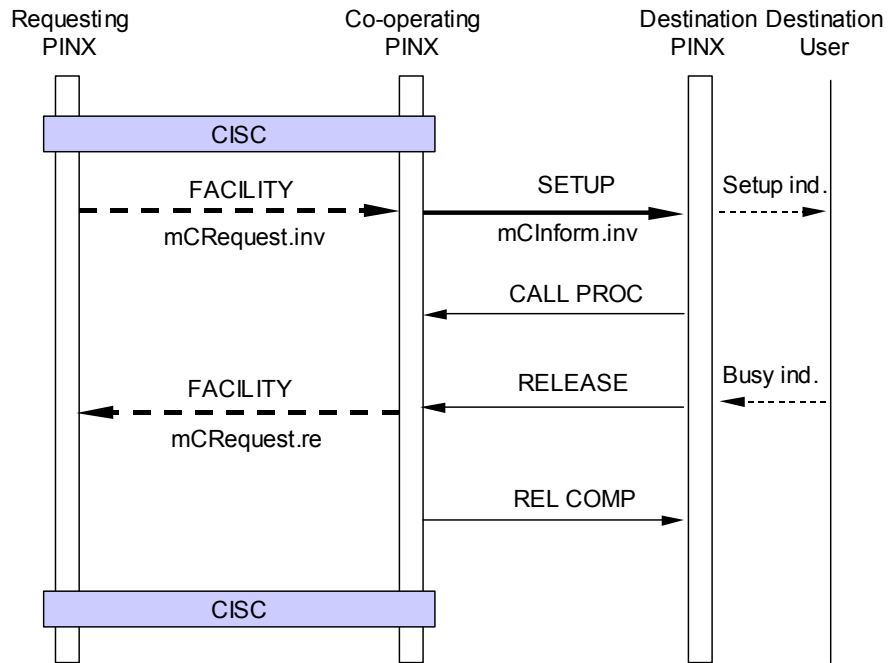 Requesting PINX
Co-operating PINX
Destination PINX
Destination User
CISC
FACILITY
mCRequest.inv
SETUP
mCInform.inv
Setup ind.
CALL PROC
FACILITY
mCRequest.re
RELEASE
Busy ind.
REL COMP
CISC